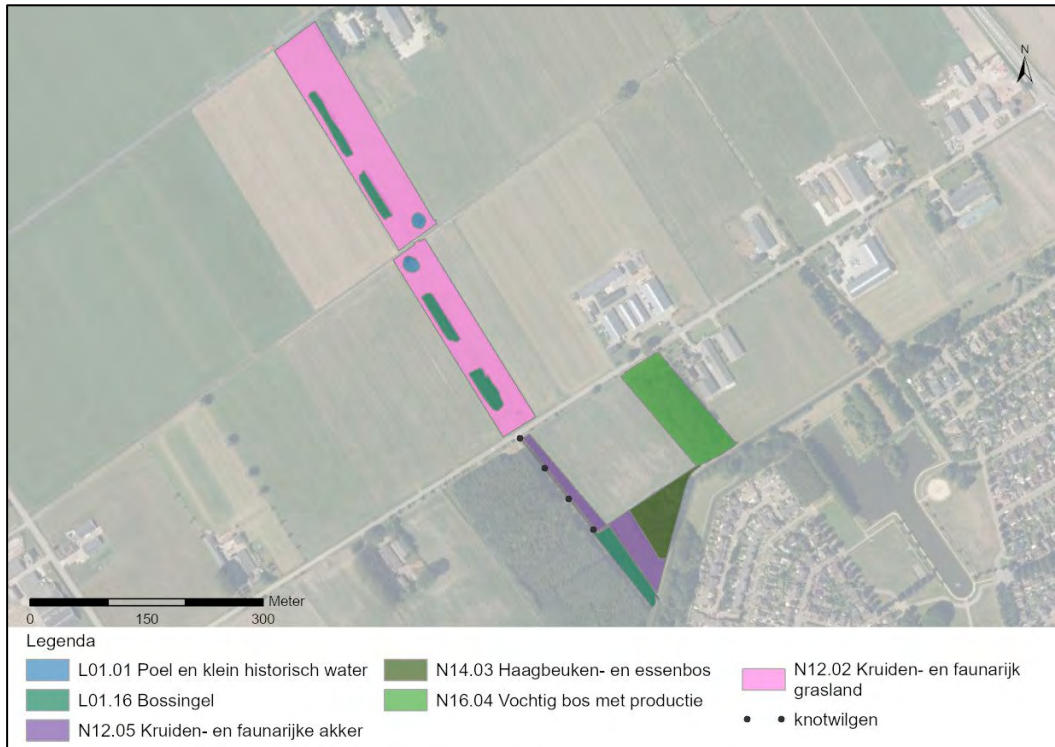 N
Meter
0 150 300
Legenda
L01.01 Poel en klein historisch water
L01.16 Bossingel
N12.05 Kruiden- en faunarijke akker
N14.03 Haagbeuken- en essenbos
N16.04 Vochtig bos met productie
N12.02 Kruiden- en faunarijk
grasland
knotwilgen